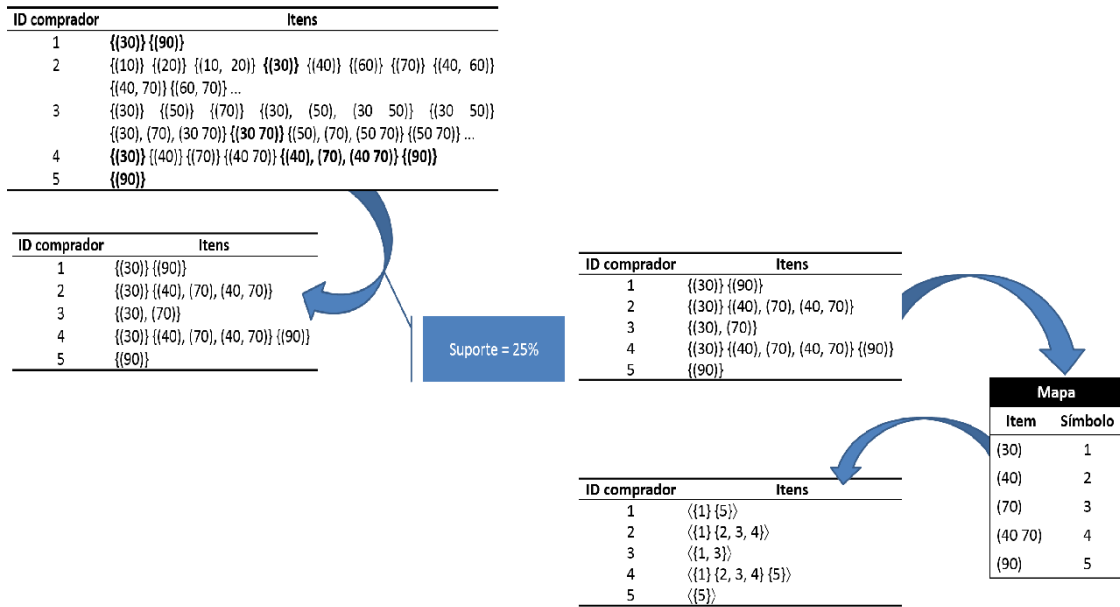 ID comprador Itens
1 {(30)} {(90)}
2 {(10)} {(20)} {(10, 20)} {(30)} {(40)} {(60)} {(70)} {(40, 60)}
{(40, 70)} {(60, 70)} ...
3 {(30)} {(50)} {(70)} {(30), (50), (30 50)} {(30 50)}
{(30), (70), (30 70)} {(30 70)} {(50), (70), (50 70)} {(50 70)} ...
4 {(30)} {(40)} {(70)} {(40 70)} {(40), (70), (40 70)} {(90)}
5 {(90)}
ID comprador Itens
1 {(30)} {(90)}
2 {(30)} {(40), (70), (40, 70)}
3 {(30), (70)}
4 {(30)} {(40), (70), (40, 70)} {(90)}
5 {(90)}
Suporte = 25%
ID comprador Itens
1 {(30)} {(90)}
2 {(30)} {(40), (70), (40, 70)}
3 {(30), (70)}
4 {(30)} {(40), (70), (40, 70)} {(90)}
5 {(90)}
Mapa
Item Símbolo
(30) 1
(40) 2
(70) 3
(40 70) 4
(90) 5
ID comprador Itens
1 ⟨{1} {5}⟩
2 ⟨{1} {2, 3, 4}⟩
3 ⟨{1, 3}⟩
4 ⟨{1} {2, 3, 4} {5}⟩
5 ⟨{5}⟩